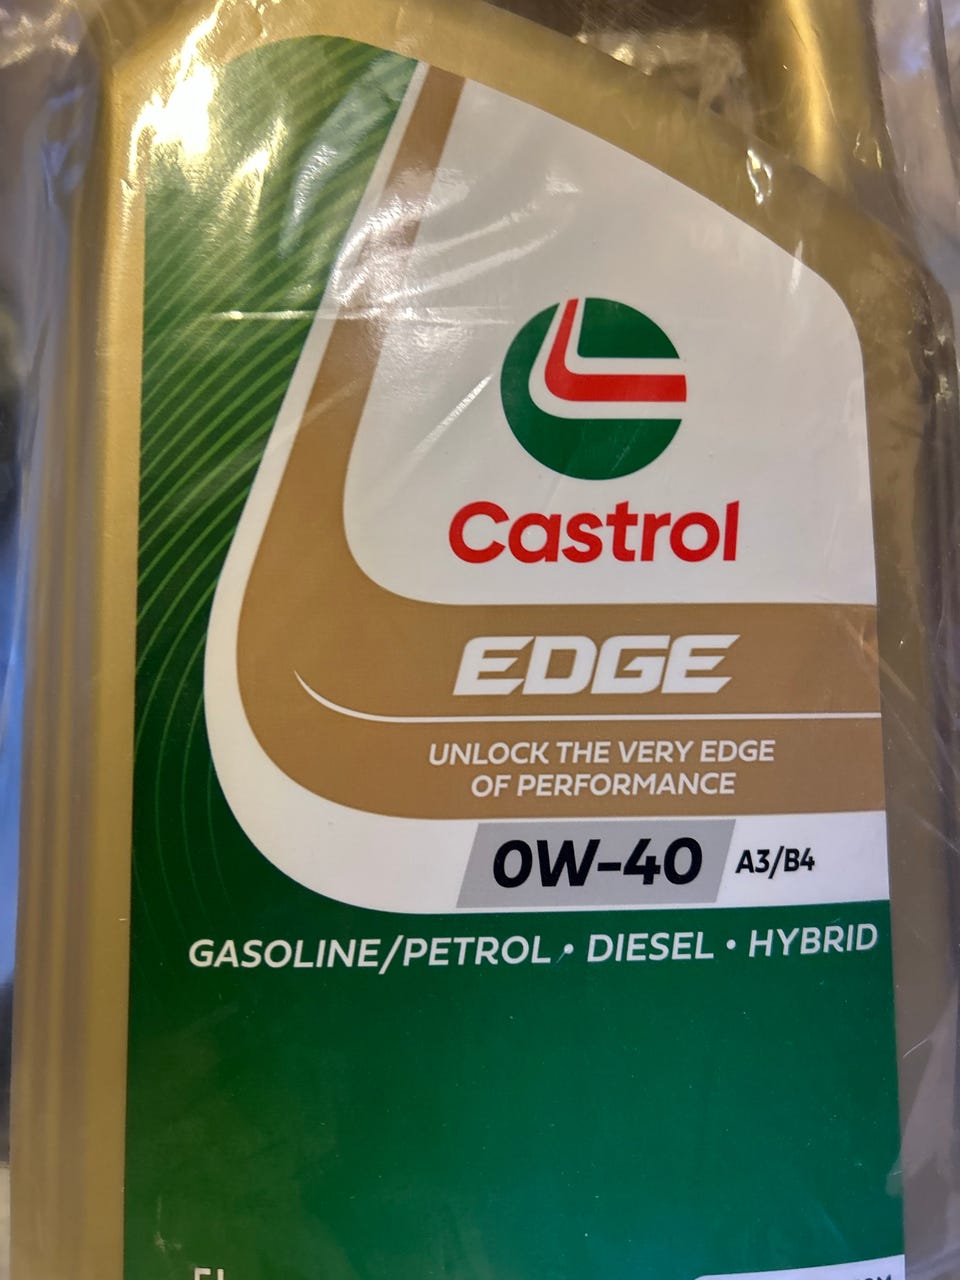 Castrol
EDGE
UNLOCK THE VERY EDGE
OF PERFORMANCE
0W-40 A3/B4
GASOLINE/PETROL • DIESEL • HYBRID